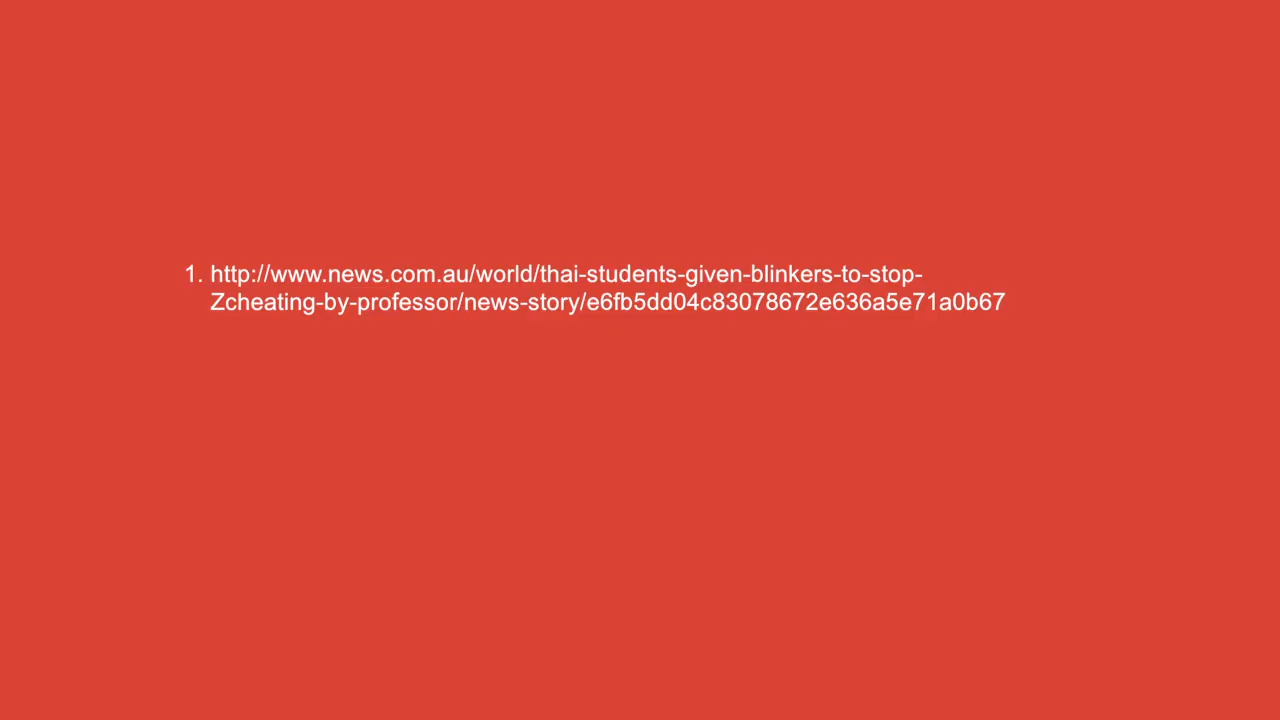 1. http://www.news.com.au/world/thai-students-given-blinkers-to-stop-
Zcheating-by-professor/news-story/e6fb5dd04c83078672e636a5e71a0b67